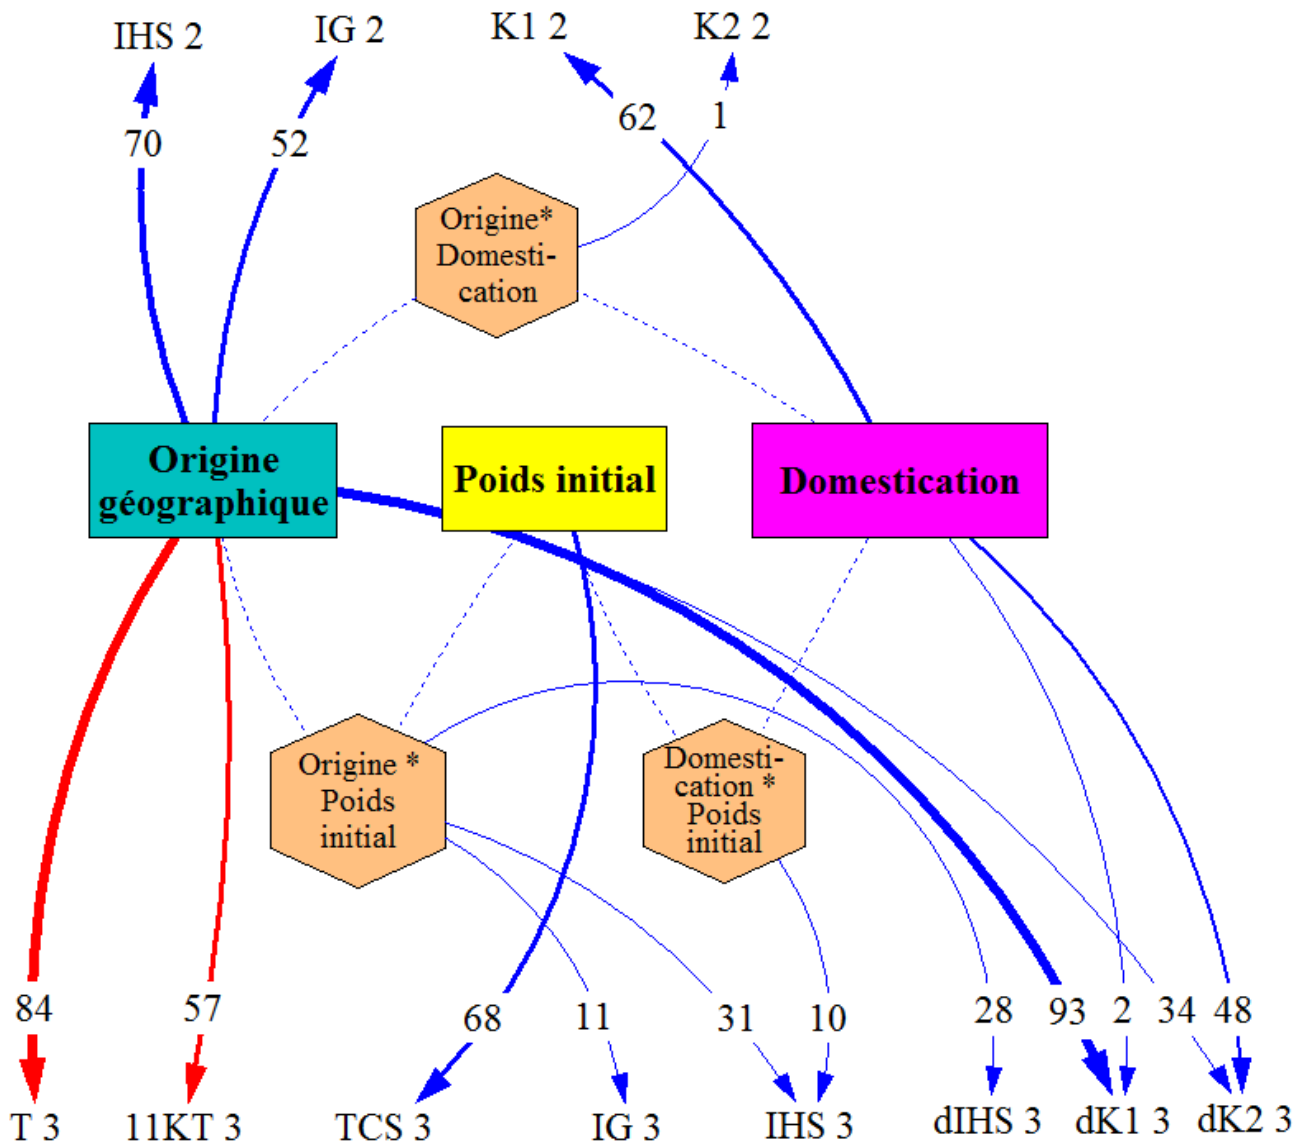 IHS 2
IG 2
K1 2
K2 2
70
52
62
1
Origine*
Domesti-
cation
Origine
géographique
Poids initial
Domestication
Origine *
Poids
initial
Domesti-
cation *
Poids
initial
84
57
68
11
31
10
28
93
2
34
48
T 3
11KT 3
TCS 3
IG 3
IHS 3
dIHS 3
dK1 3
dK2 3